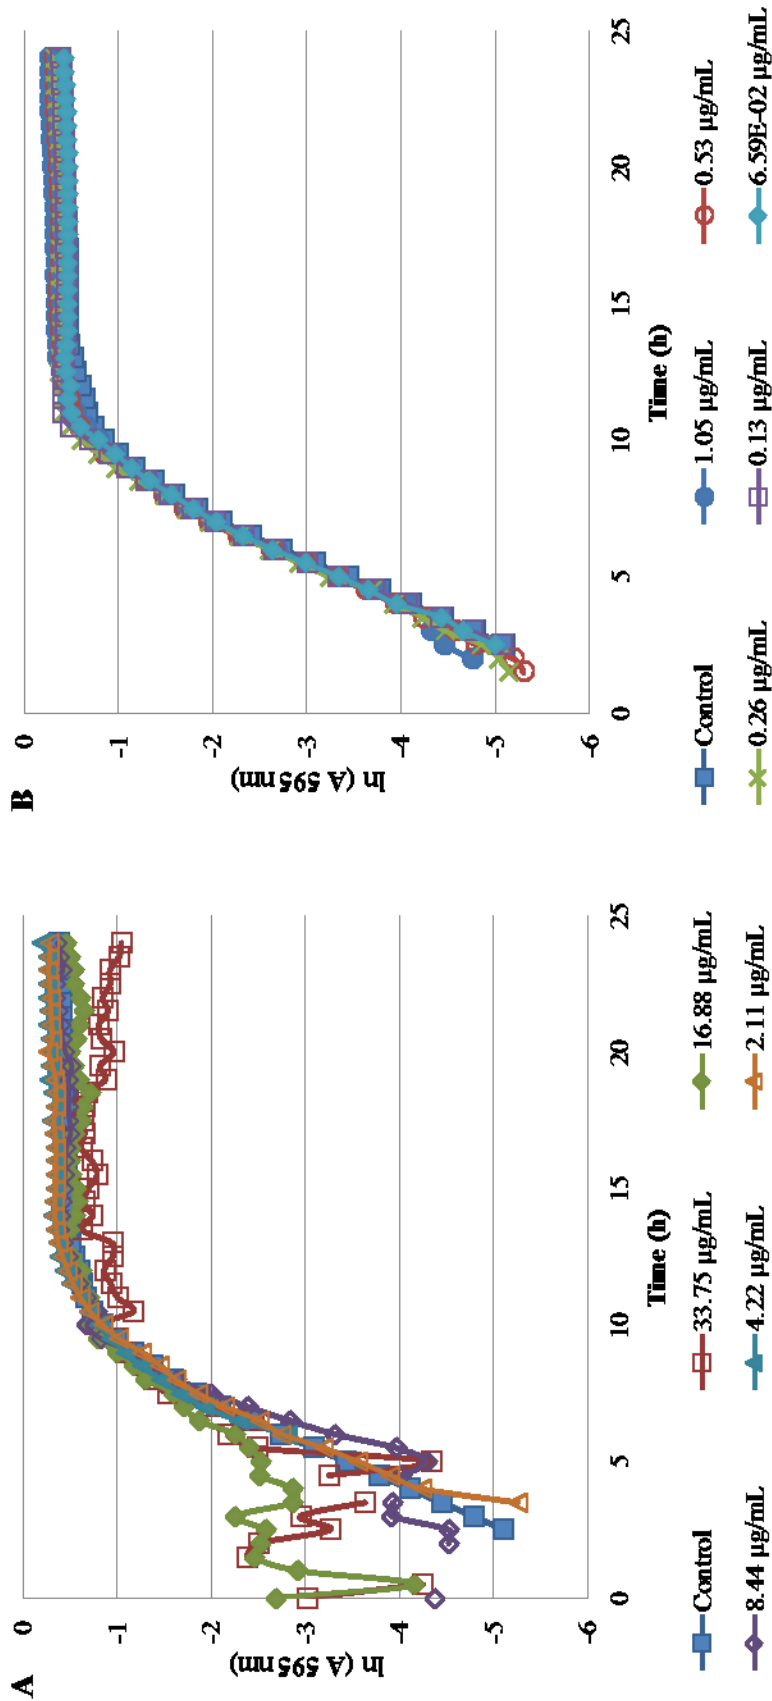 A
0
-1
-2
-3
-4
-5
-6
ln (A 595 nm)
0 5 10 15 20 25
Time (h)
Control 33.75 µg/mL 16.88 µg/mL
8.44 µg/mL 4.22 µg/mL 2.11 µg/mL
B
0
-1
-2
-3
-4
-5
-6
ln (A 595 nm)
0 5 10 15 20 25
Time (h)
Control 1.05 µg/mL 0.53 µg/mL
0.26 µg/mL 0.13 µg/mL 6.59E-02 µg/mL